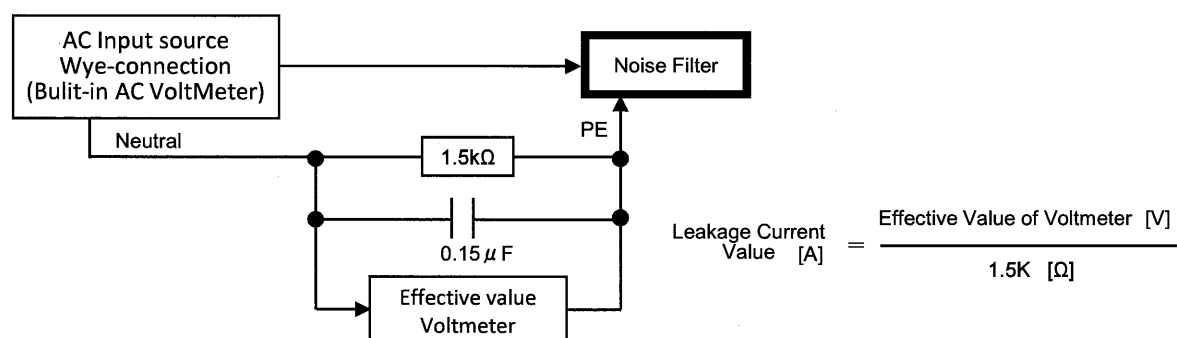 AC Input source
Wye-connection
(Bulit-in AC VoltMeter)
Noise Filter
PE
Neutral
1.5kΩ
0.15μF
Effective value
Voltmeter
Leakage Current
Value [A]
=
Effective Value of Voltmeter [V]
1.5K [Ω]